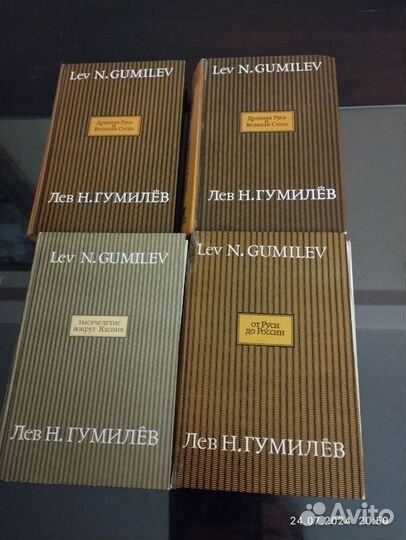 Lev N. GUMILEV
Древняя Русь
и
Великая Степь
Лев Н. ГУМИЛЁВ
Lev N. GUMILEV
Древняя Русь
и
Великая Степь
Лев Н. ГУМИЛЁВ
Lev N. GUMILEV
тысячелетие
вокруг Каспия
Лев Н. ГУМИЛЁВ
Lev N. GUMILEV
от Руси
до России
Лев Н. ГУМИЛЁВ
24.07.2024 20:50
Avito